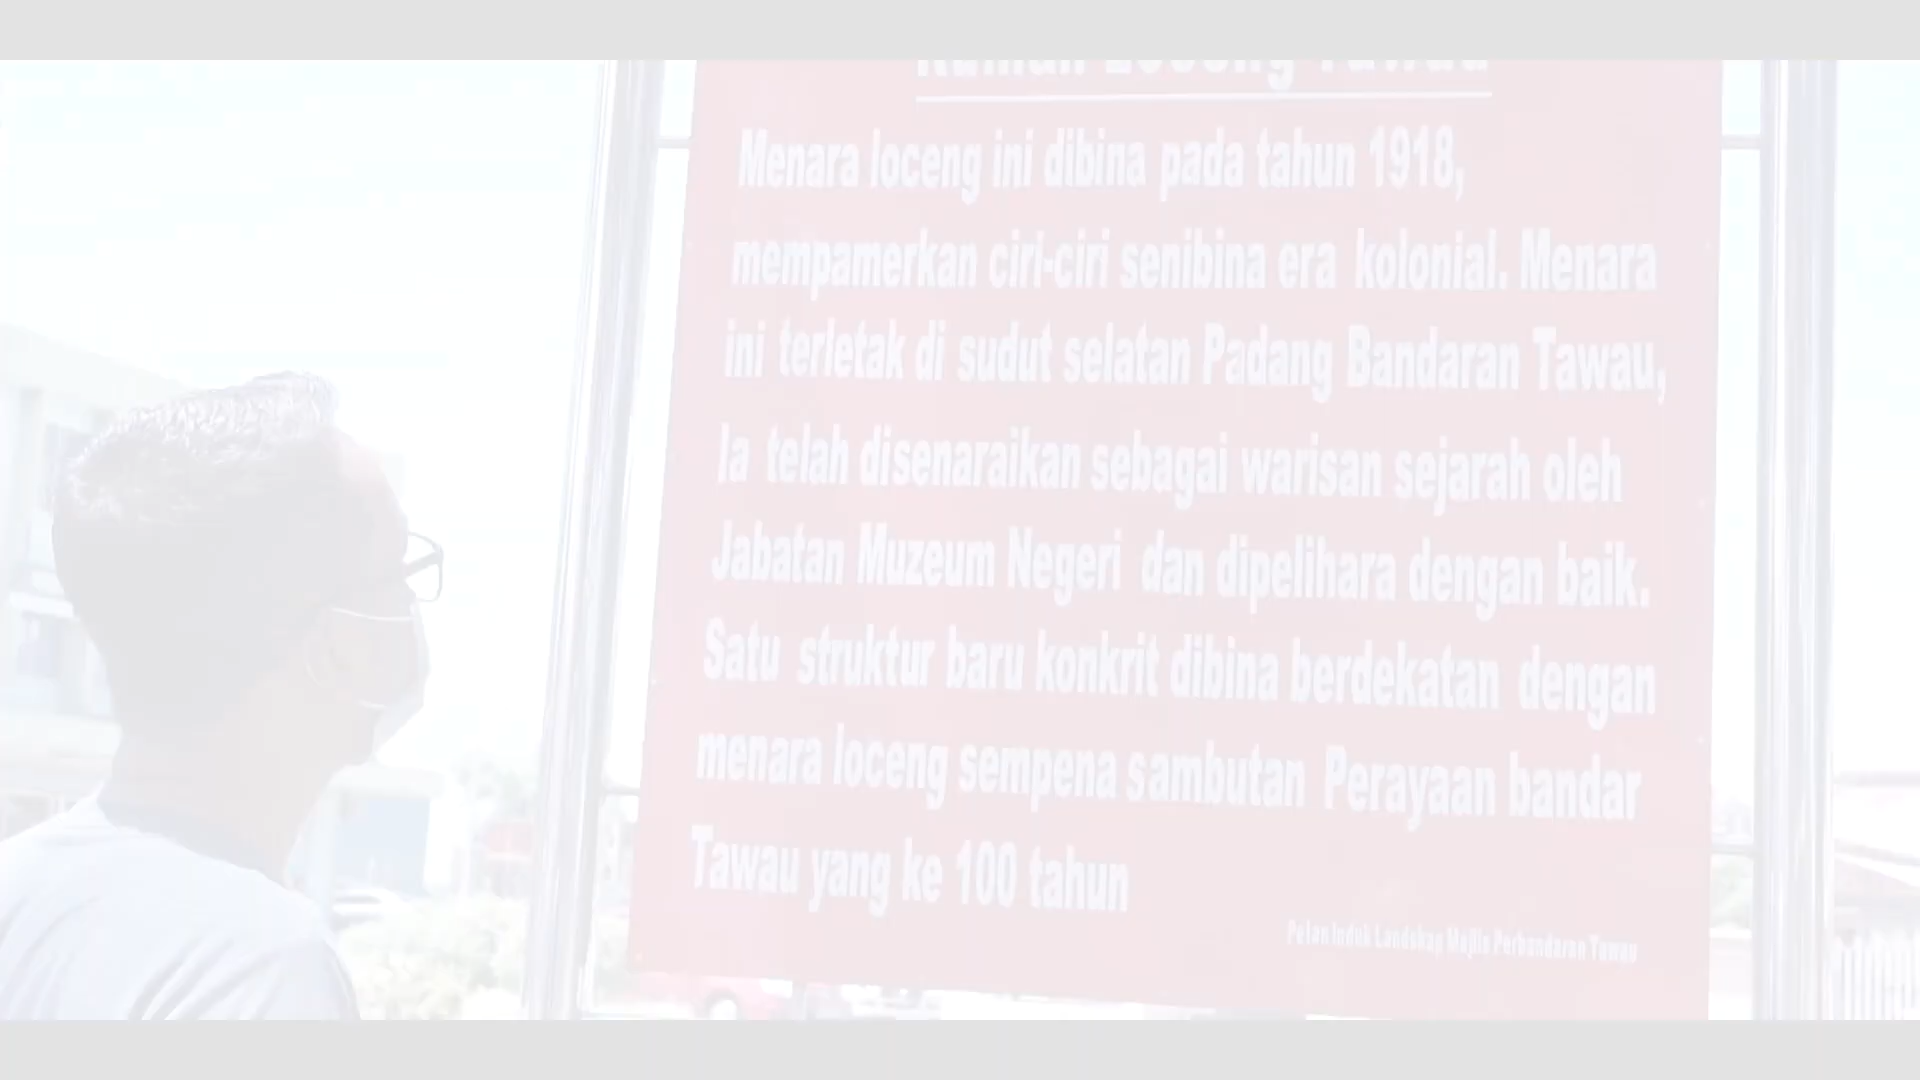 Rumah Loceng Tawau
Menara loceng ini dibina pada tahun 1918,
mempamerkan ciri-ciri senibina era kolonial. Menara
ini terletak di sudut selatan Padang Bandaran Tawau,
Ia telah disenaraikan sebagai warisan sejarah oleh
Jabatan Muzeum Negeri dan dipelihara dengan baik.
Satu struktur baru konkrit dibina berdekatan dengan
menara loceng sempena sambutan Perayaan bandar
Tawau yang ke 100 tahun
Pelan Induk Landskap Majlis Perbandaran Tawau